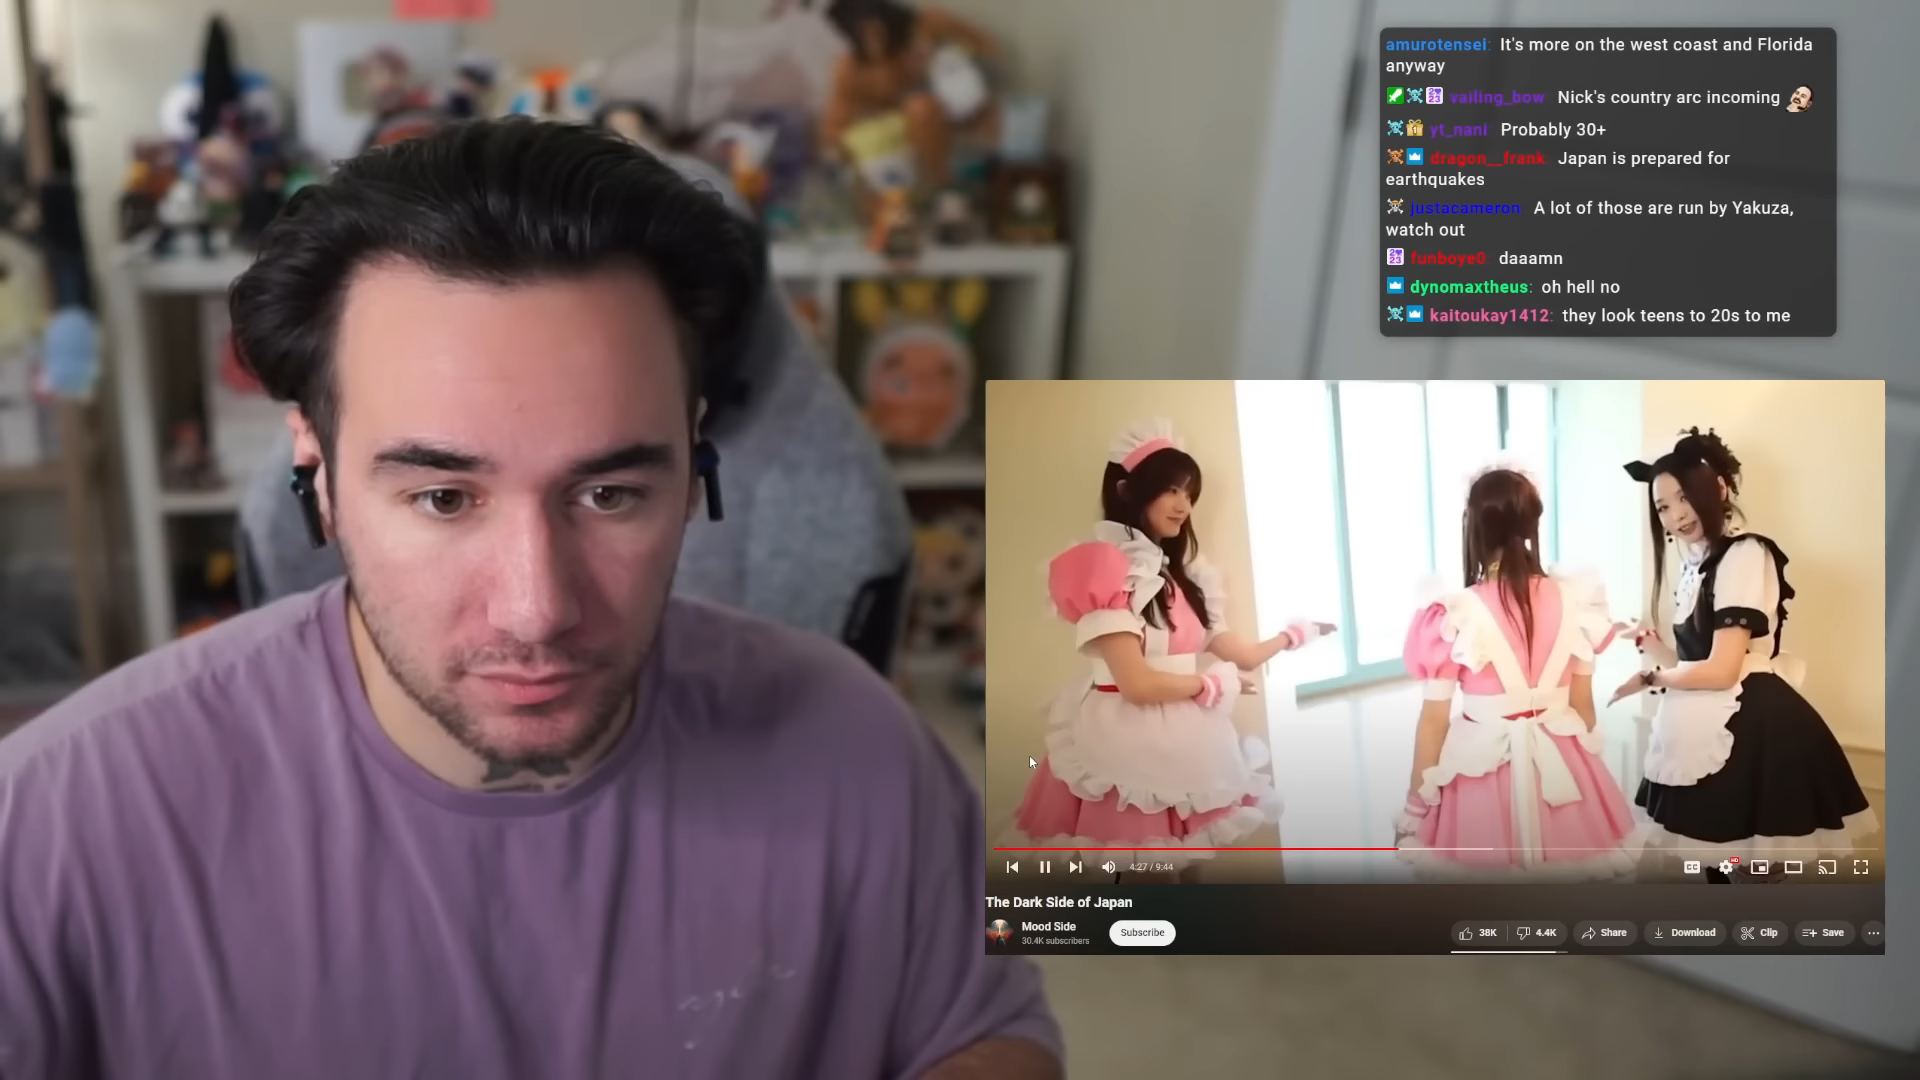 amurotensei: It's more on the west coast and Florida
anyway
vailing_bow: Nick's country arc incoming
yt_nani: Probably 30+
dragon__frank: Japan is prepared for
earthquakes
justacameron: A lot of those are run by Yakuza,
watch out
funboye0: daaamn
dynomaxtheus: oh hell no
kaitoukay1412: they look teens to 20s to me
4:27 / 9:44
CC
HD
The Dark Side of Japan
Mood Side
30.4K subscribers
Subscribe
38K
4.4K
Share
Download
Clip
Save